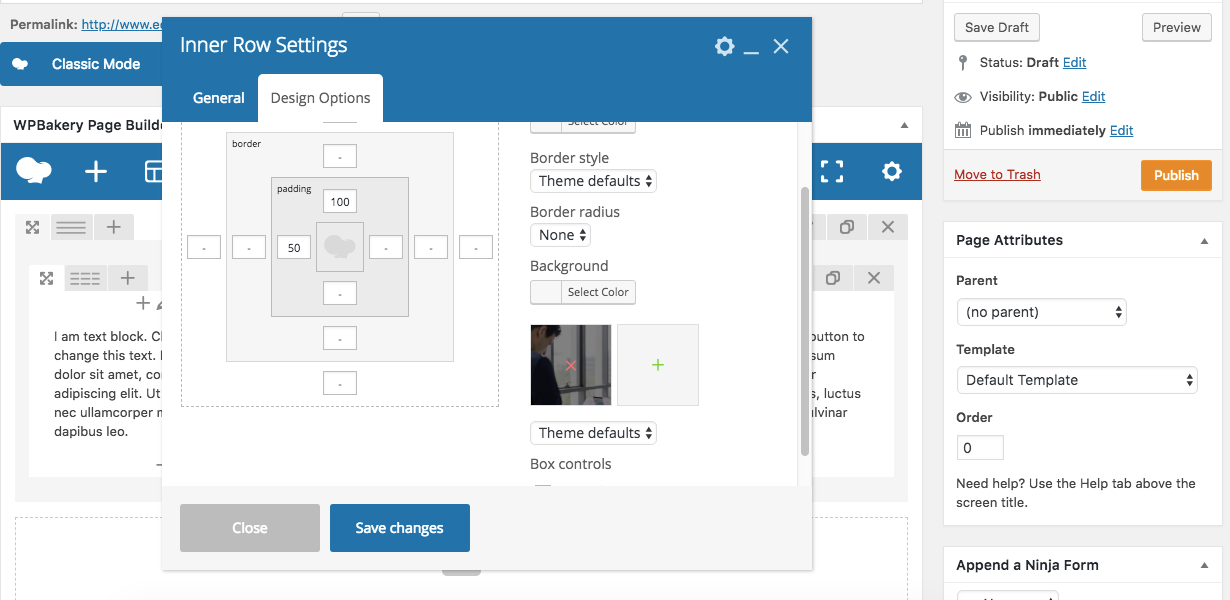 Permalink: http://www.e
Classic Mode
WPBakery Page Builde
Inner Row Settings
General
Design Options
border
-
padding
100
-
-
50
-
-
-
-
-
-
Select Color
Border style
Theme defaults
Border radius
None
Background
Select Color
Theme defaults
Box controls
Close
Save changes
I am text block. C
change this text. I
dolor sit amet, co
adipiscing elit. Ut
nec ullamcorper m
dapibus leo.
button to
sum
r
s, luctus
ulvinar
Save Draft
Preview
Status: Draft Edit
Visibility: Public Edit
Publish immediately Edit
Move to Trash
Publish
Page Attributes
Parent
(no parent)
Template
Default Template
Order
0
Need help? Use the Help tab above the
screen title.
Append a Ninja Form